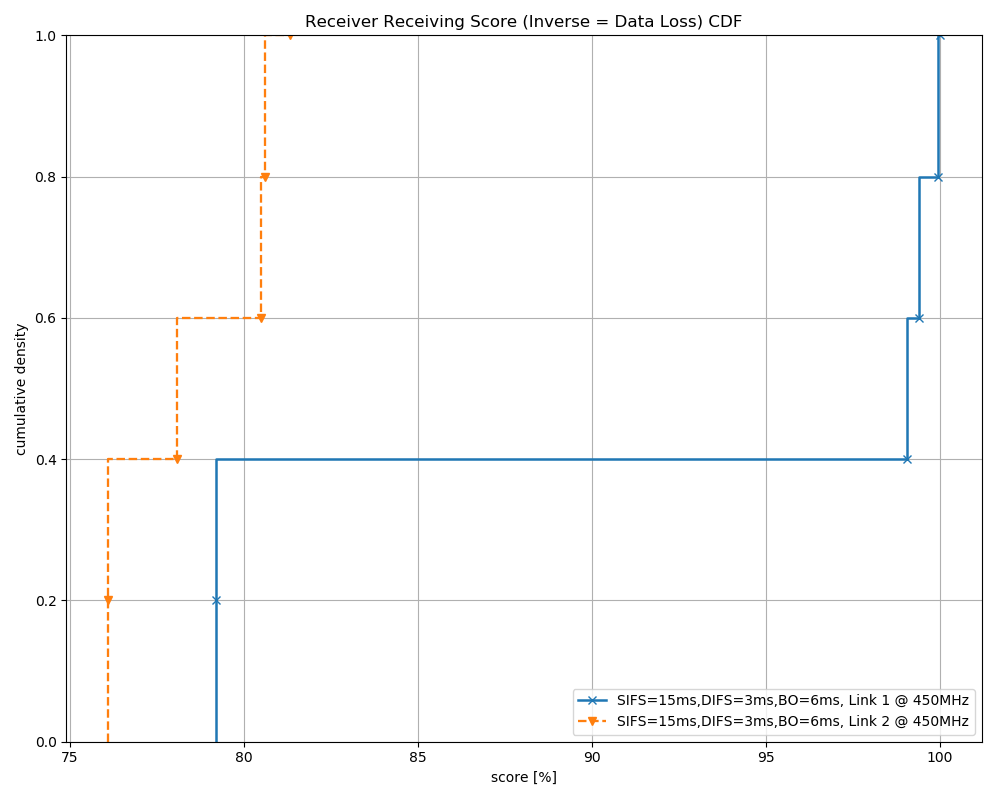 Receiver Receiving Score (Inverse = Data Loss) CDF
1.0
0.8
0.6
0.4
0.2
0.0
cumulative density
SIFS=15ms,DIFS=3ms,BO=6ms, Link 1 @ 450MHz
SIFS=15ms,DIFS=3ms,BO=6ms, Link 2 @ 450MHz
75 80 85 90 95 100
score [%]